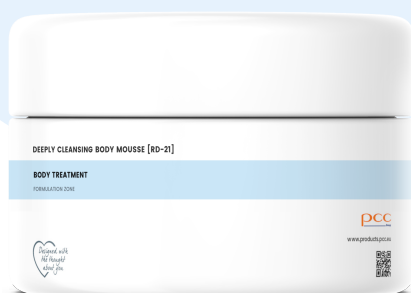 DEEPLY CLEANSING BODY MOUSSE [RD-21]
BODY TREATMENT
FORMULATION ZONE
pcc
www.products.pcc.eu
Designed with
the thought
about you